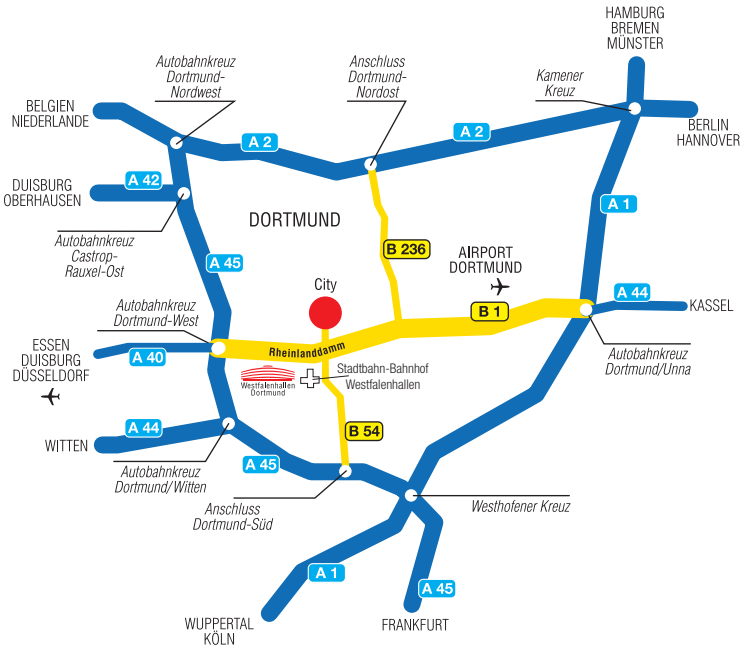 HAMBURG
BREMEN
MÜNSTER
Autobahnkreuz
Dortmund-
Nordwest
Anschluss
Dortmund-
Nordost
Kamener
Kreuz
BELGIEN
NIEDERLANDE
BERLIN
HANNOVER
A 2
A 2
DUISBURG
OBERHAUSEN
A 42
A 1
DORTMUND
Autobahnkreuz
Castrop-
Rauxel-Ost
B 236
AIRPORT
DORTMUND
A 45
City
A 44
KASSEL
B 1
Autobahnkreuz
Dortmund-West
Rheinlanddamm
ESSEN
DUISBURG
DÜSSELDORF
A 40
Autobahnkreuz
Dortmund/Unna
Stadtbahn-Bahnhof
Westfalenhallen
Westfalenhallen
Dortmund
B 54
A 44
WITTEN
Autobahnkreuz
Dortmund/Witten
A 45
Anschluss
Dortmund-Süd
Westhofener Kreuz
A 1
A 45
WUPPERTAL
KÖLN
FRANKFURT